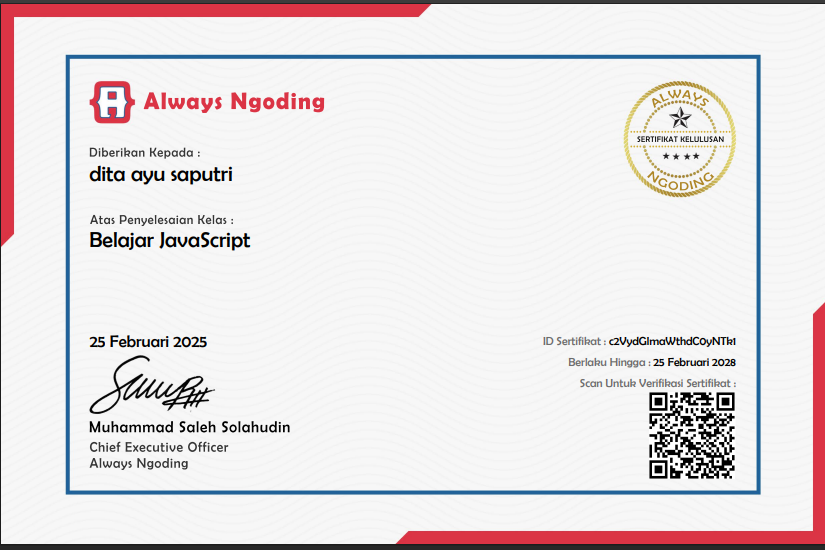 Always Ngoding
ALWAYS
SERTIFIKAT KELULUSAN
NGODING
Diberikan Kepada :
dita ayu saputri
Atas Penyelesaian Kelas :
Belajar JavaScript
25 Februari 2025
Muhammad Saleh Solahudin
Chief Executive Officer
Always Ngoding
ID Sertifikat : c2VydGlmaWthdC0yNTk1
Berlaku Hingga : 25 Februari 2028
Scan Untuk Verifikasi Sertifikat :